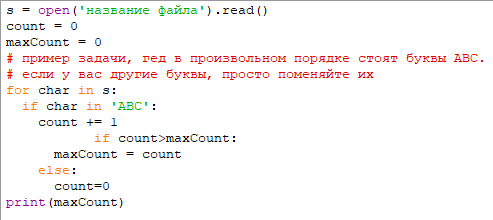 s = open('название файла').read()
count = 0
maxCount = 0
# пример задачи, гед в произвольном порядке стоят буквы ABC.
# если у вас другие буквы, просто поменяйте их
for char in s:
  if char in 'ABC':
    count += 1
           if count>maxCount:
      maxCount = count
    else:
      count=0
print(maxCount)